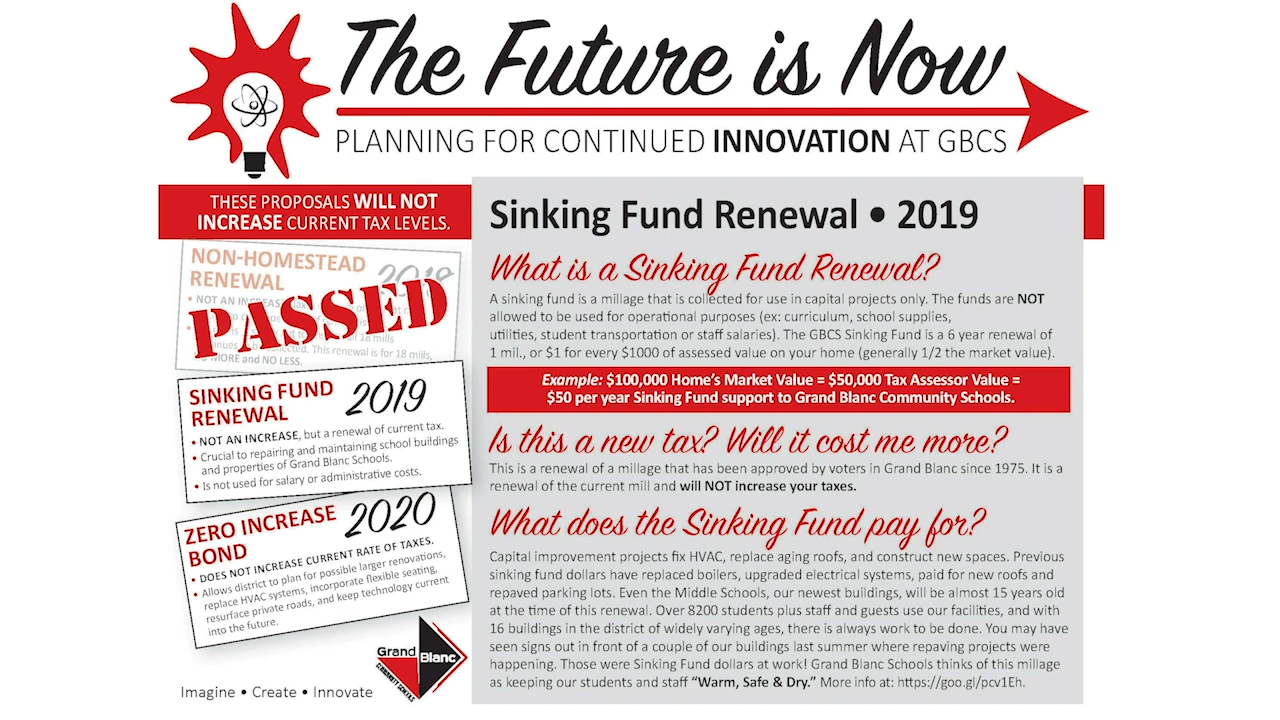 The Future is Now
PLANNING FOR CONTINUED INNOVATION AT GBCS
THESE PROPOSALS WILL NOT
INCREASE CURRENT TAX LEVELS.
NON-HOMESTEAD
RENEWAL
2018
PASSED
• NOT AN INCREASE
This renewal is for 18 mills,
NO MORE and NO LESS.
SINKING FUND
RENEWAL
2019
• NOT AN INCREASE, but a renewal of current tax.
• Crucial to repairing and maintaining school buildings
and properties of Grand Blanc Schools.
• Is not used for salary or administrative costs.
ZERO INCREASE
BOND
2020
• DOES NOT INCREASE CURRENT RATE OF TAXES.
• Allows district to plan for possible larger renovations,
replace HVAC systems, incorporate flexible seating,
resurface private roads, and keep technology current
into the future.
Grand Blanc
COMMUNITY SCHOOLS
Imagine • Create • Innovate
Sinking Fund Renewal • 2019
What is a Sinking Fund Renewal?
A sinking fund is a millage that is collected for use in capital projects only. The funds are NOT
allowed to be used for operational purposes (ex: curriculum, school supplies,
utilities, student transportation or staff salaries). The GBCS Sinking Fund is a 6 year renewal of
1 mil., or $1 for every $1000 of assessed value on your home (generally 1/2 the market value).
Example: $100,000 Home's Market Value = $50,000 Tax Assessor Value =
$50 per year Sinking Fund support to Grand Blanc Community Schools.
Is this a new tax? Will it cost me more?
This is a renewal of a millage that has been approved by voters in Grand Blanc since 1975. It is a
renewal of the current mill and will NOT increase your taxes.
What does the Sinking Fund pay for?
Capital improvement projects fix HVAC, replace aging roofs, and construct new spaces. Previous
sinking fund dollars have replaced boilers, upgraded electrical systems, paid for new roofs and
repaved parking lots. Even the Middle Schools, our newest buildings, will be almost 15 years old
at the time of this renewal. Over 8200 students plus staff and guests use our facilities, and with
16 buildings in the district of widely varying ages, there is always work to be done. You may have
seen signs out in front of a couple of our buildings last summer where repaving projects were
happening. Those were Sinking Fund dollars at work! Grand Blanc Schools thinks of this millage
as keeping our students and staff "Warm, Safe & Dry." More info at: https://goo.gl/pcv1Eh.